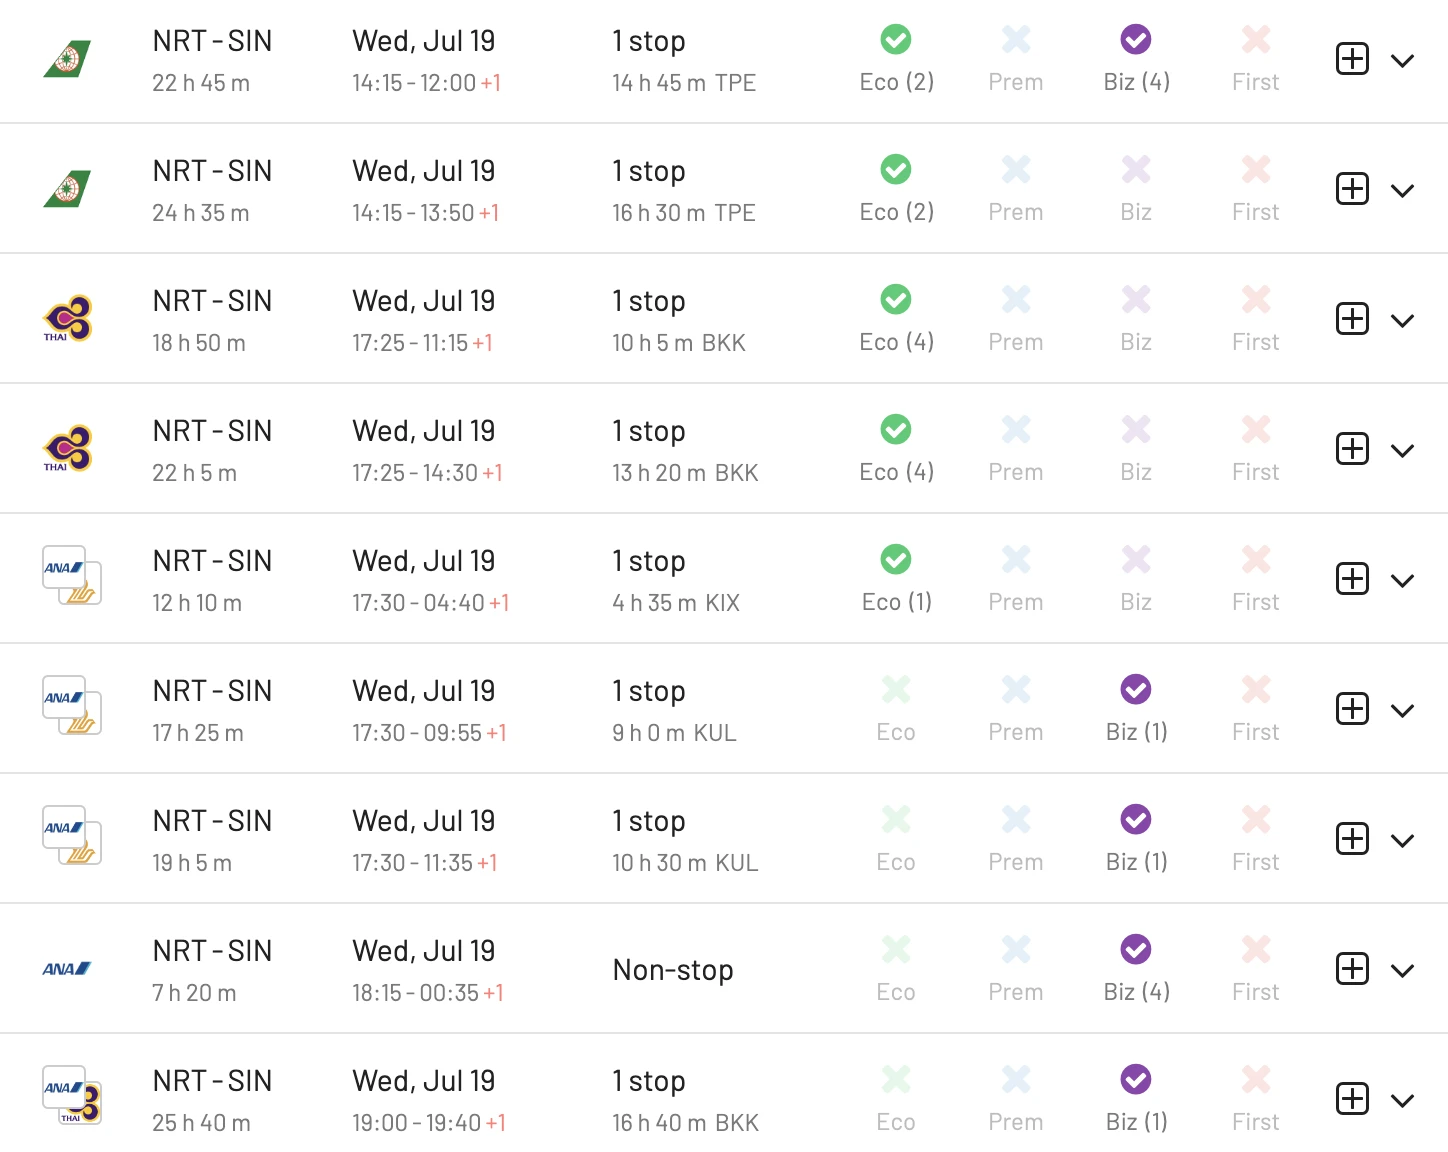 NRT - SIN Wed, Jul 19 1 stop
22 h 45 m 14:15 - 12:00 +1 14 h 45 m TPE Eco (2) Prem Biz (4) First
NRT - SIN Wed, Jul 19 1 stop
24 h 35 m 14:15 - 13:50 +1 16 h 30 m TPE Eco (2) Prem Biz First
NRT - SIN Wed, Jul 19 1 stop
THAI 18 h 50 m 17:25 - 11:15 +1 10 h 5 m BKK Eco (4) Prem Biz First
NRT - SIN Wed, Jul 19 1 stop
THAI 22 h 5 m 17:25 - 14:30 +1 13 h 20 m BKK Eco (4) Prem Biz First
ANA NRT - SIN Wed, Jul 19 1 stop
12 h 10 m 17:30 - 04:40 +1 4 h 35 m KIX Eco (1) Prem Biz First
ANA NRT - SIN Wed, Jul 19 1 stop
17 h 25 m 17:30 - 09:55 +1 9 h 0 m KUL Eco Prem Biz (1) First
ANA NRT - SIN Wed, Jul 19 1 stop
19 h 5 m 17:30 - 11:35 +1 10 h 30 m KUL Eco Prem Biz (1) First
ANA NRT - SIN Wed, Jul 19 Non-stop
7 h 20 m 18:15 - 00:35 +1 Eco Prem Biz (4) First
ANA NRT - SIN Wed, Jul 19 1 stop
THAI 25 h 40 m 19:00 - 19:40 +1 16 h 40 m BKK Eco Prem Biz (1) First